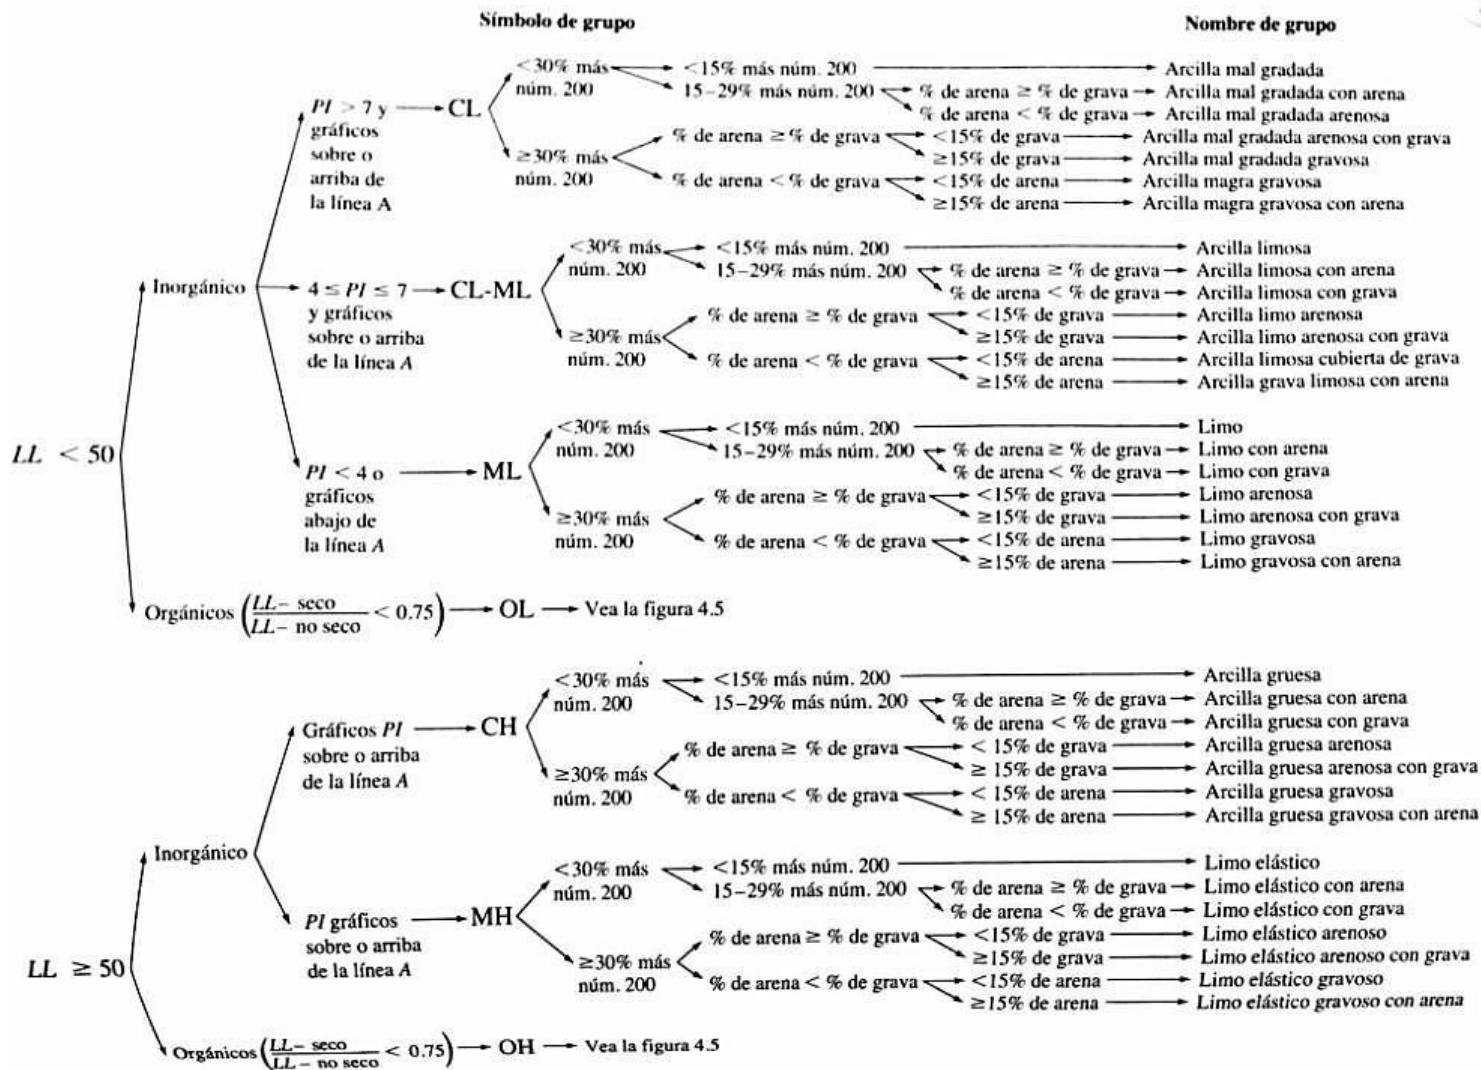 Símbolo de grupo
Nombre de grupo
<30% más núm. 200
<15% más núm. 200
Arcilla mal gradada
PI > 7 y gráficos sobre o arriba de la línea A
CL
15–29% más núm. 200
% de arena ≥ % de grava
Arcilla mal gradada con arena
% de arena < % de grava
Arcilla mal gradada arenosa
≥30% más núm. 200
% de arena ≥ % de grava
<15% de grava
Arcilla mal gradada arenosa con grava
≥15% de grava
Arcilla mal gradada gravosa
% de arena < % de grava
<15% de arena
Arcilla magra gravosa
≥15% de arena
Arcilla magra gravosa con arena
LL < 50
Inorgánico
4 ≤ PI ≤ 7 y gráficos sobre o arriba de la línea A
CL-ML
<30% más núm. 200
<15% más núm. 200
Arcilla limosa
15–29% más núm. 200
% de arena ≥ % de grava
Arcilla limosa con arena
% de arena < % de grava
Arcilla limosa con grava
≥30% más núm. 200
% de arena ≥ % de grava
<15% de grava
Arcilla limo arenosa
≥15% de grava
Arcilla limo arenosa con grava
% de arena < % de grava
<15% de arena
Arcilla limosa cubierta de grava
≥15% de arena
Arcilla grava limosa con arena
PI < 4 o gráficos abajo de la línea A
ML
<30% más núm. 200
<15% más núm. 200
Limo
15–29% más núm. 200
% de arena ≥ % de grava
Limo con arena
% de arena < % de grava
Limo con grava
≥30% más núm. 200
% de arena ≥ % de grava
<15% de grava
Limo arenosa
≥15% de grava
Limo arenosa con grava
% de arena < % de grava
<15% de arena
Limo gravosa
≥15% de arena
Limo gravosa con arena
Orgánicos (LL– seco / LL– no seco < 0.75)
OL
Vea la figura 4.5
LL ≥ 50
Inorgánico
Gráficos PI sobre o arriba de la línea A
CH
<30% más núm. 200
<15% más núm. 200
Arcilla gruesa
15–29% más núm. 200
% de arena ≥ % de grava
Arcilla gruesa con arena
% de arena < % de grava
Arcilla gruesa con grava
≥30% más núm. 200
% de arena ≥ % de grava
< 15% de grava
Arcilla gruesa arenosa
≥ 15% de grava
Arcilla gruesa arenosa con grava
% de arena < % de grava
< 15% de arena
Arcilla gruesa gravosa
≥ 15% de arena
Arcilla gruesa gravosa con arena
PI gráficos sobre o arriba de la línea A
MH
<30% más núm. 200
<15% más núm. 200
Limo elástico
15–29% más núm. 200
% de arena ≥ % de grava
Limo elástico con arena
% de arena < % de grava
Limo elástico con grava
≥30% más núm. 200
% de arena ≥ % de grava
<15% de grava
Limo elástico arenoso
≥15% de grava
Limo elástico arenoso con grava
% de arena < % de grava
<15% de arena
Limo elástico gravoso
≥15% de arena
Limo elástico gravoso con arena
Orgánicos (LL– seco / LL– no seco < 0.75)
OH
Vea la figura 4.5